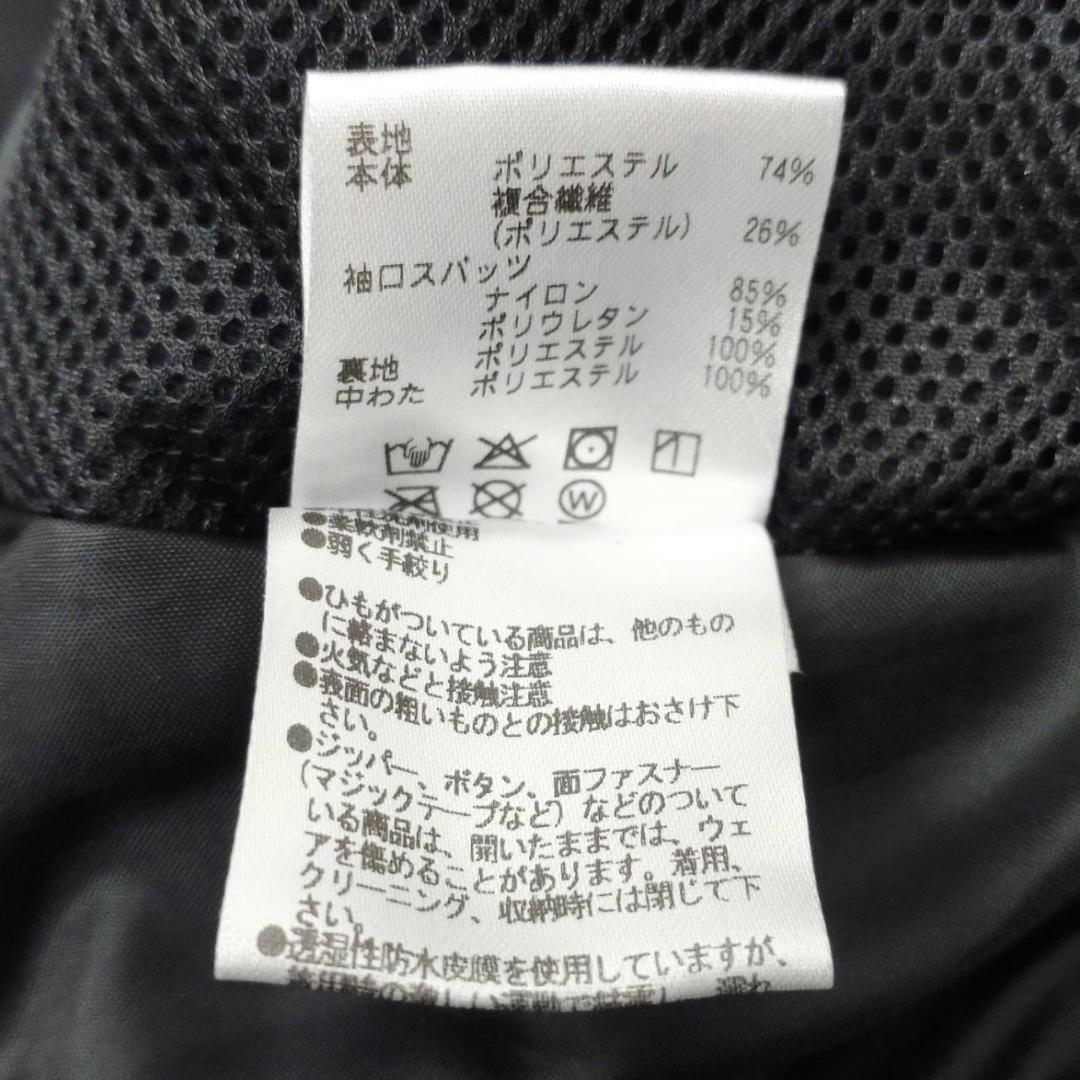 表地
本体 ポリエステル 74%
複合繊維
(ポリエステル) 26%
袖口スパッツ
ナイロン 85%
ポリウレタン 15%
裏地 ポリエステル 100%
中わた ポリエステル 100%
W
●柔軟剤禁止
●弱く手絞り
●ひもがついている商品は、他のもの
に絡まないよう注意
●火気などと接触注意
●表面の粗いものとの接触はおさけ下
さい。
●ジッパー、ボタン、面ファスナー
(マジックテープなど)などのついて
いる商品は、開いたままでは、ウェ
アを傷めることがあります。着用、
クリーニング、収納時には閉じて下
さい。
●透湿性防水皮膜を使用していますが、